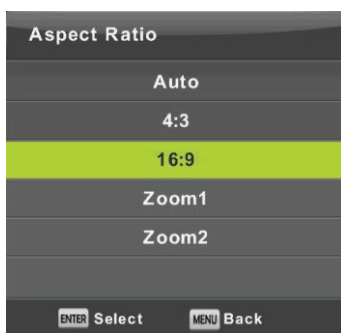 Aspect Ratio
Auto
4:3
16:9
Zoom1
Zoom2
ENTER Select MENU Back